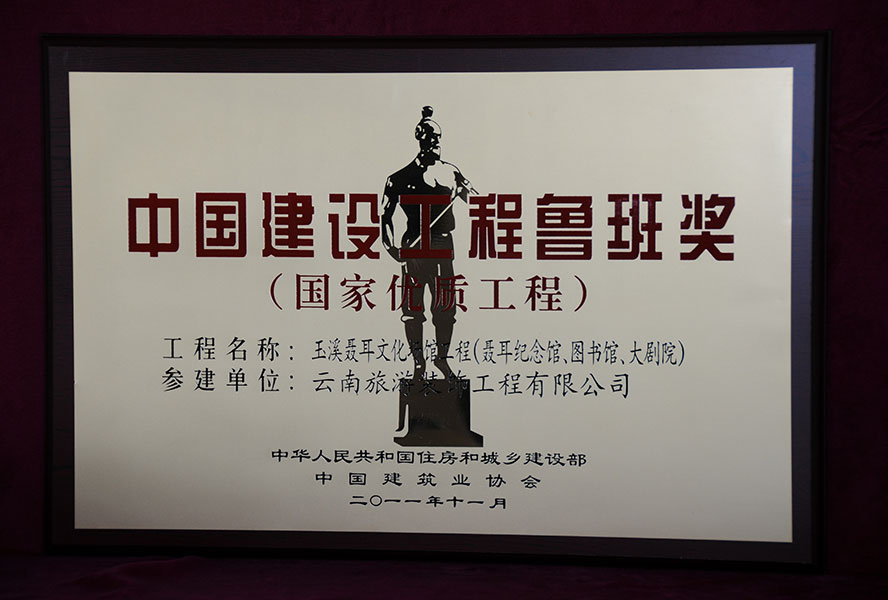 中国建设工程鲁班奖
（国家优质工程）
工程名称：玉溪聂耳文化场馆工程(聂耳纪念馆、图书馆、大剧院)
参建单位：云南旅游装饰工程有限公司
中华人民共和国住房和城乡建设部
中国建筑业协会
二〇一一年十一月